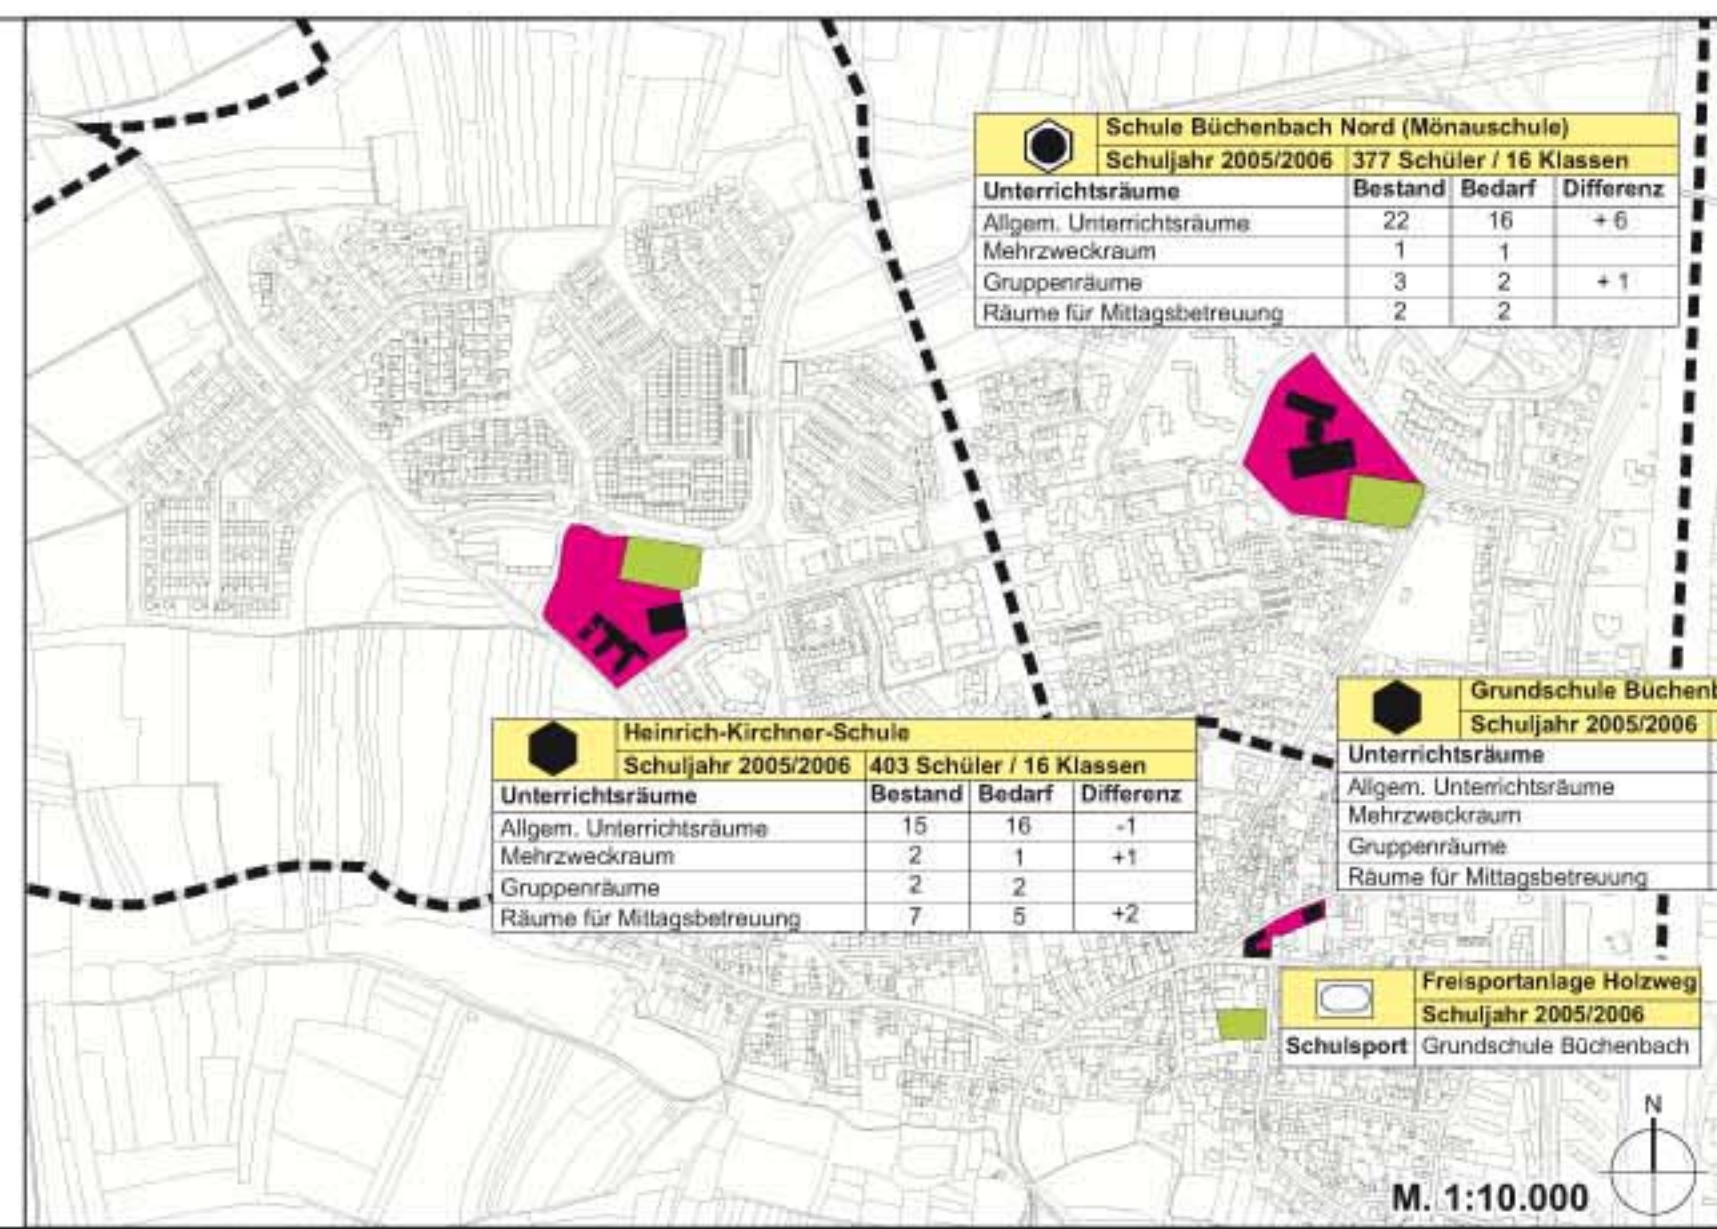 Schule Büchenbach Nord (Mönauschule)
Schuljahr 2005/2006 377 Schüler / 16 Klassen
Unterrichtsräume Bestand Bedarf Differenz
Allgem. Unterrichtsräume 22 16 + 6
Mehrzweckraum 1 1
Gruppenräume 3 2 + 1
Räume für Mittagsbetreuung 2 2
Heinrich-Kirchner-Schule
Schuljahr 2005/2006 403 Schüler / 16 Klassen
Unterrichtsräume Bestand Bedarf Differenz
Allgem. Unterrichtsräume 15 16 -1
Mehrzweckraum 2 1 +1
Gruppenräume 2 2
Räume für Mittagsbetreuung 7 5 +2
Grundschule Büchenb
Schuljahr 2005/2006
Unterrichtsräume
Allgem. Unterrichtsräume
Mehrzweckraum
Gruppenräume
Räume für Mittagsbetreuung
Freisportanlage Holzweg
Schuljahr 2005/2006
Schulsport Grundschule Büchenbach
N
M. 1:10.000